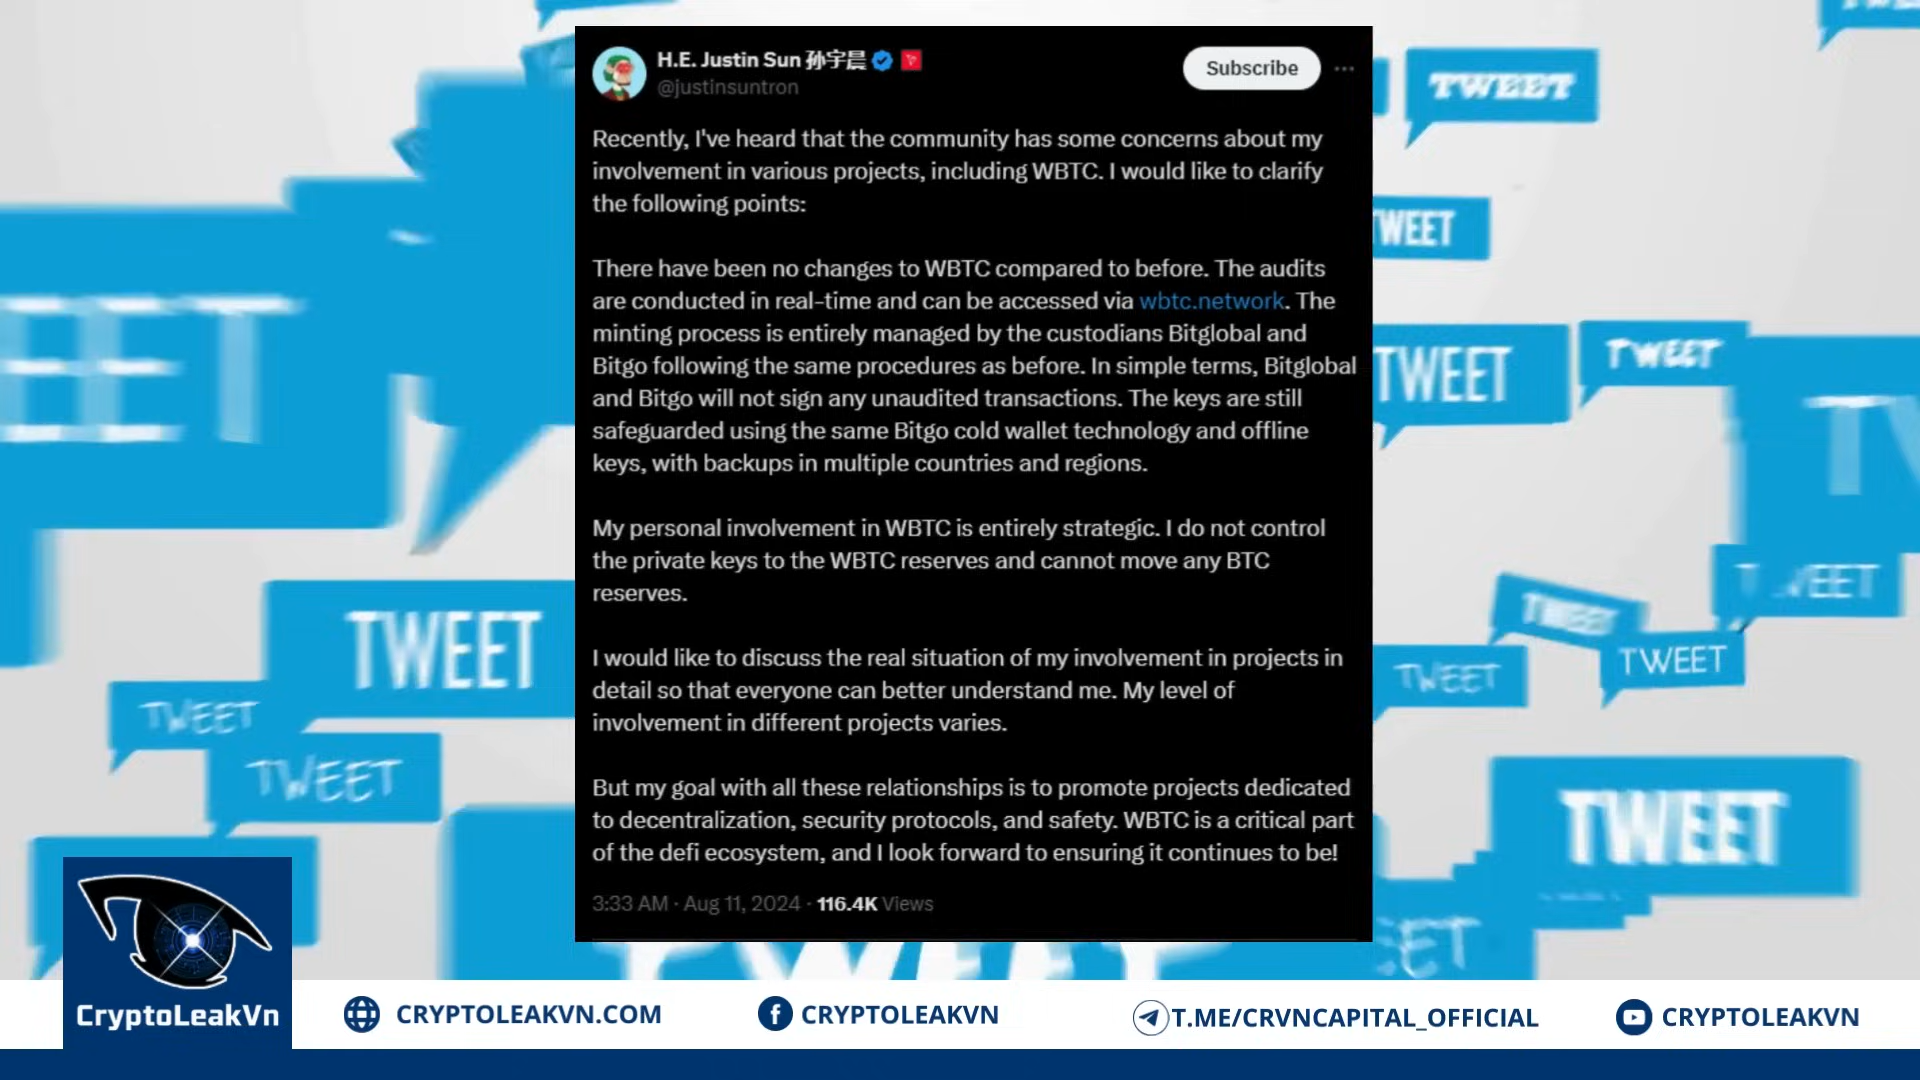 H.E. Justin Sun 孙宇晨
@justinsuntron
Subscribe
Recently, I've heard that the community has some concerns about my
involvement in various projects, including WBTC. I would like to clarify
the following points:
There have been no changes to WBTC compared to before. The audits
are conducted in real-time and can be accessed via wbtc.network. The
minting process is entirely managed by the custodians Bitglobal and
Bitgo following the same procedures as before. In simple terms, Bitglobal
and Bitgo will not sign any unaudited transactions. The keys are still
safeguarded using the same Bitgo cold wallet technology and offline
keys, with backups in multiple countries and regions.
My personal involvement in WBTC is entirely strategic. I do not control
the private keys to the WBTC reserves and cannot move any BTC
reserves.
I would like to discuss the real situation of my involvement in projects in
detail so that everyone can better understand me. My level of
involvement in different projects varies.
But my goal with all these relationships is to promote projects dedicated
to decentralization, security protocols, and safety. WBTC is a critical part
of the defi ecosystem, and I look forward to ensuring it continues to be!
3:33 AM · Aug 11, 2024 · 116.4K Views
TWEET
TWEET
TWEET
TWEET
TWEET
TWEET
TWEET
TWEET
TWEET
TWEET
TWEET
TWEET
CryptoLeakVn
CRYPTOLEAKVN.COM
CRYPTOLEAKVN
T.ME/CRVNCAPITAL_OFFICIAL
CRYPTOLEAKVN